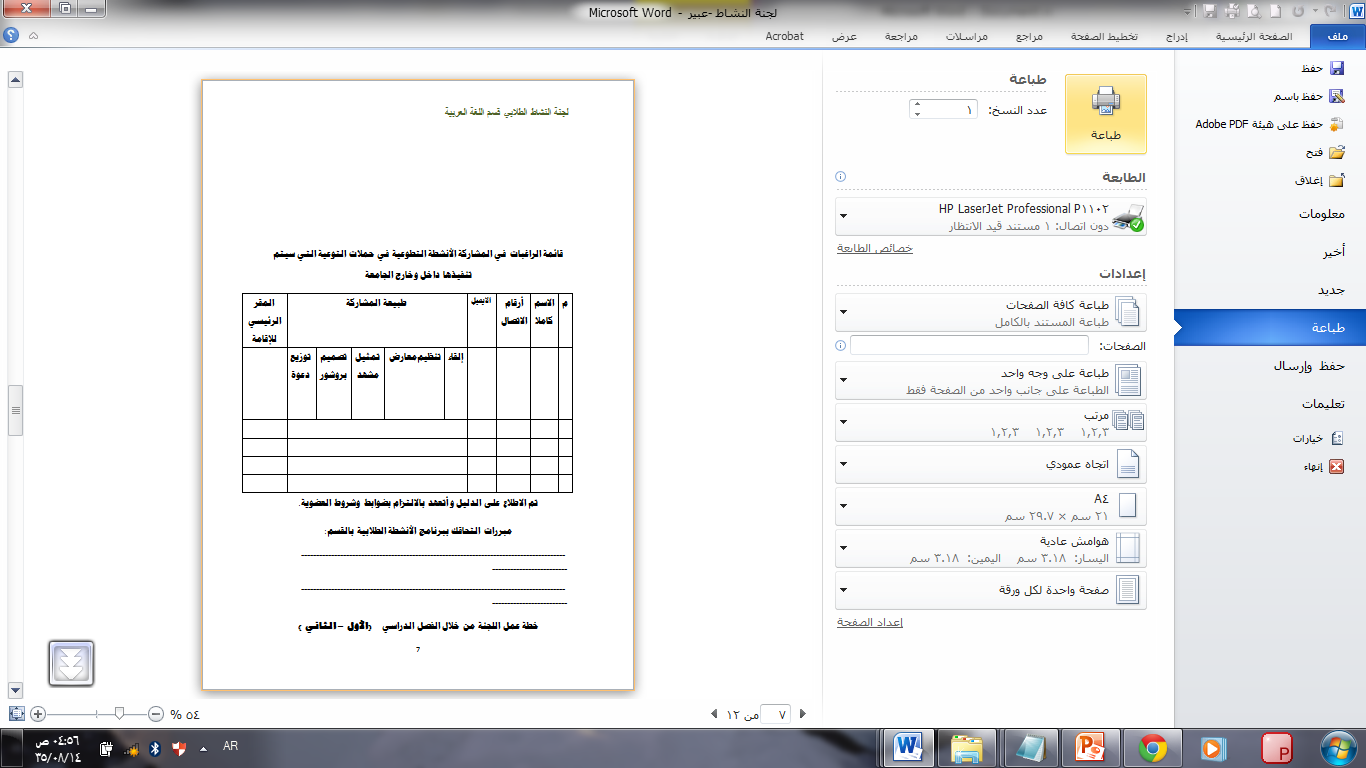 لجنة النشاط -عبير - Microsoft Word
ملف
الصفحة الرئيسية
إدراج
تخطيط الصفحة
مراجع
مراسلات
مراجعة
عرض
Acrobat
حفظ
حفظ باسم
حفظ على هيئة Adobe PDF
فتح
إغلاق
معلومات
أخير
جديد
طباعة
حفظ وإرسال
تعليمات
خيارات
إنهاء
طباعة
طباعة
عدد النسخ: ١
الطابعة
HP LaserJet Professional P١١٠٢
دون اتصال: ١ مستند قيد الانتظار
خصائص الطابعة
إعدادات
طباعة كافة الصفحات
طباعة المستند بالكامل
الصفحات:
طباعة على وجه واحد
الطباعة على جانب واحد من الصفحة فقط
مرتب
١,٢,٣ ١,٢,٣ ١,٢,٣
اتجاه عمودي
A٤
٢١ سم × ٢٩.٧ سم
هوامش عادية
اليسار: ٣.١٨ سم اليمين: ٣.١٨ سم
صفحة واحدة لكل ورقة
إعداد الصفحة
لجنة النشاط الطلابي قسم اللغة العربية
قائمة الراغبات في المشاركة الأنشطة التطوعية في حملات التوعية التي سيتم
تنفيذها داخل وخارج الجامعة
م
الاسم كاملا
أرقام الاتصال
الايميل
طبيعة المشاركة
المقر الرئيسي للإقامة
إلقاء
تنظيم معارض
تمثيل مشهد
تصميم بروشور
توزيع دعوة
تم الاطلاع على الدليل وأتعهد بالالتزام بضوابط وشروط العضوية.
مبررات التحاقك ببرنامج الأنشطة الطلابية بالقسم:
خطة عمل اللجنة من خلال الفصل الدراسي (الأول – الثاني )
7
٧ من ١٢
٥٤ %
AR
٠٤:٥٦ ص
٣٥/٠٨/١٤